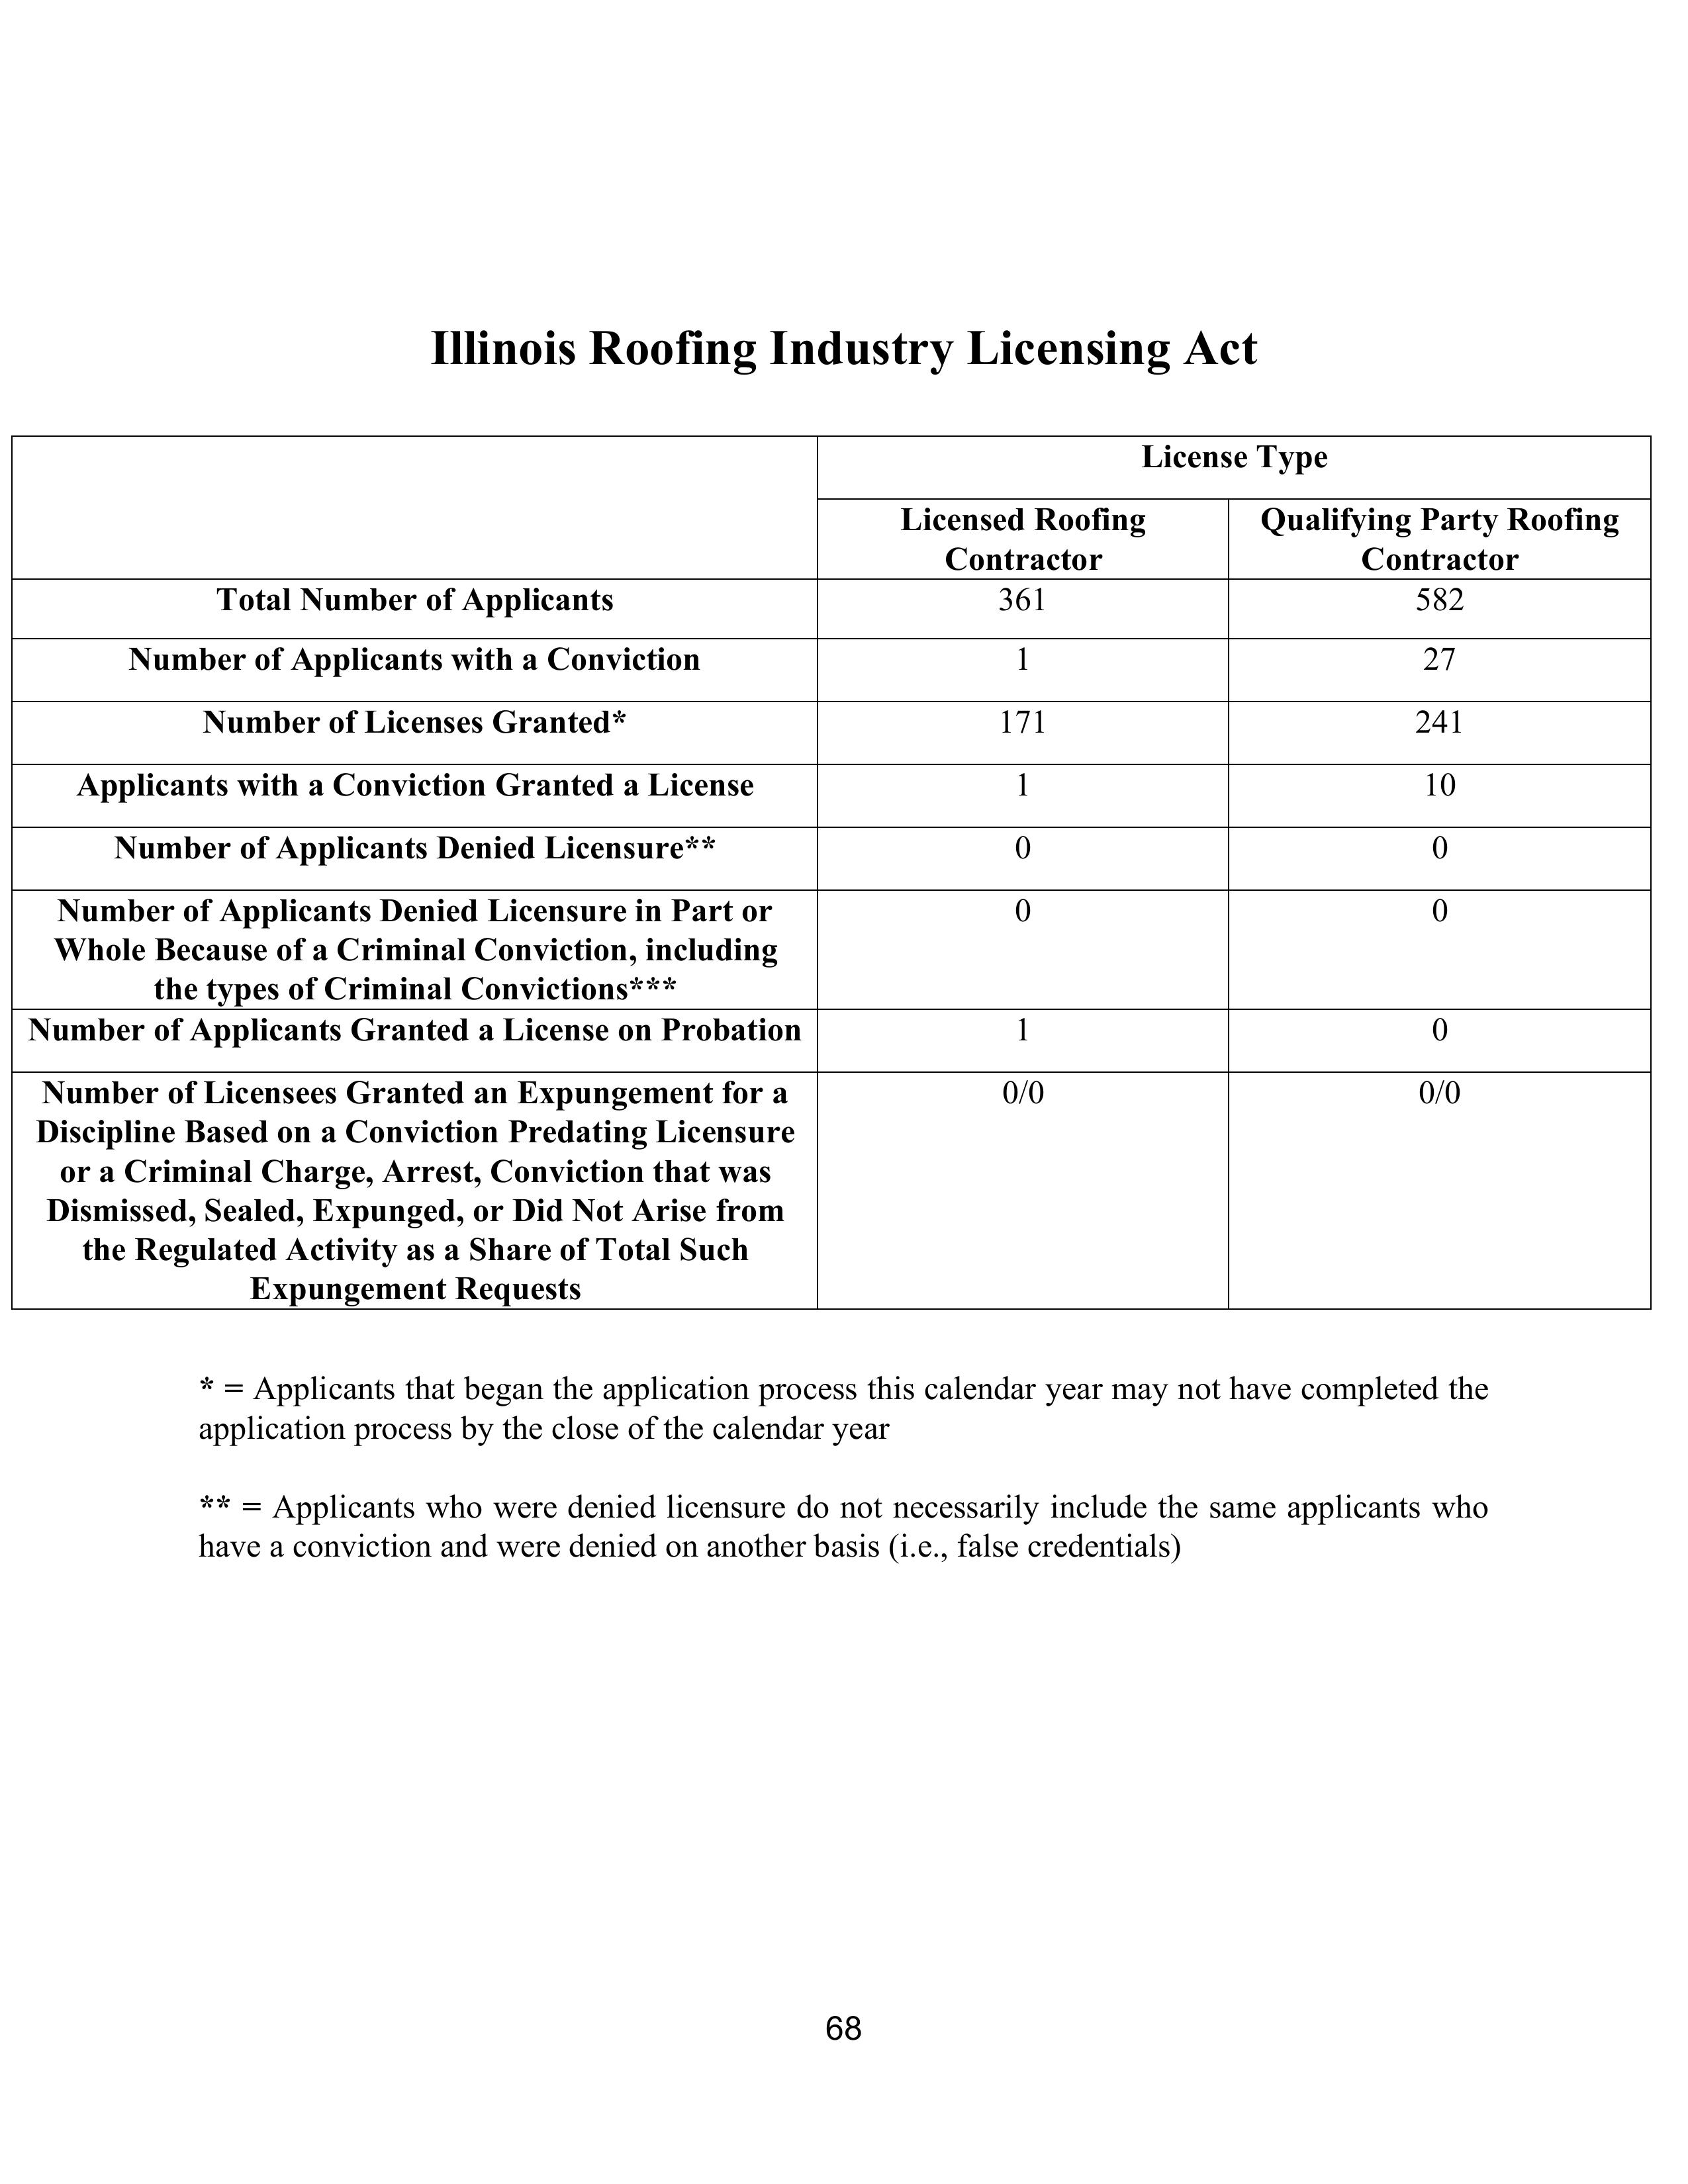 Illinois Roofing Industry Licensing Act
License Type
Licensed Roofing
Contractor
Qualifying Party Roofing
Contractor
Total Number of Applicants
361
582
Number of Applicants with a Conviction
1
27
Number of Licenses Granted*
171
241
Applicants with a Conviction Granted a License
1
10
Number of Applicants Denied Licensure**
0
0
Number of Applicants Denied Licensure in Part or
Whole Because of a Criminal Conviction, including
the types of Criminal Convictions***
0
0
Number of Applicants Granted a License on Probation
1
0
Number of Licensees Granted an Expungement for a
Discipline Based on a Conviction Predating Licensure
or a Criminal Charge, Arrest, Conviction that was
Dismissed, Sealed, Expunged, or Did Not Arise from
the Regulated Activity as a Share of Total Such
Expungement Requests
0/0
0/0
* = Applicants that began the application process this calendar year may not have completed the
application process by the close of the calendar year
** = Applicants who were denied licensure do not necessarily include the same applicants who
have a conviction and were denied on another basis (i.e., false credentials)
68